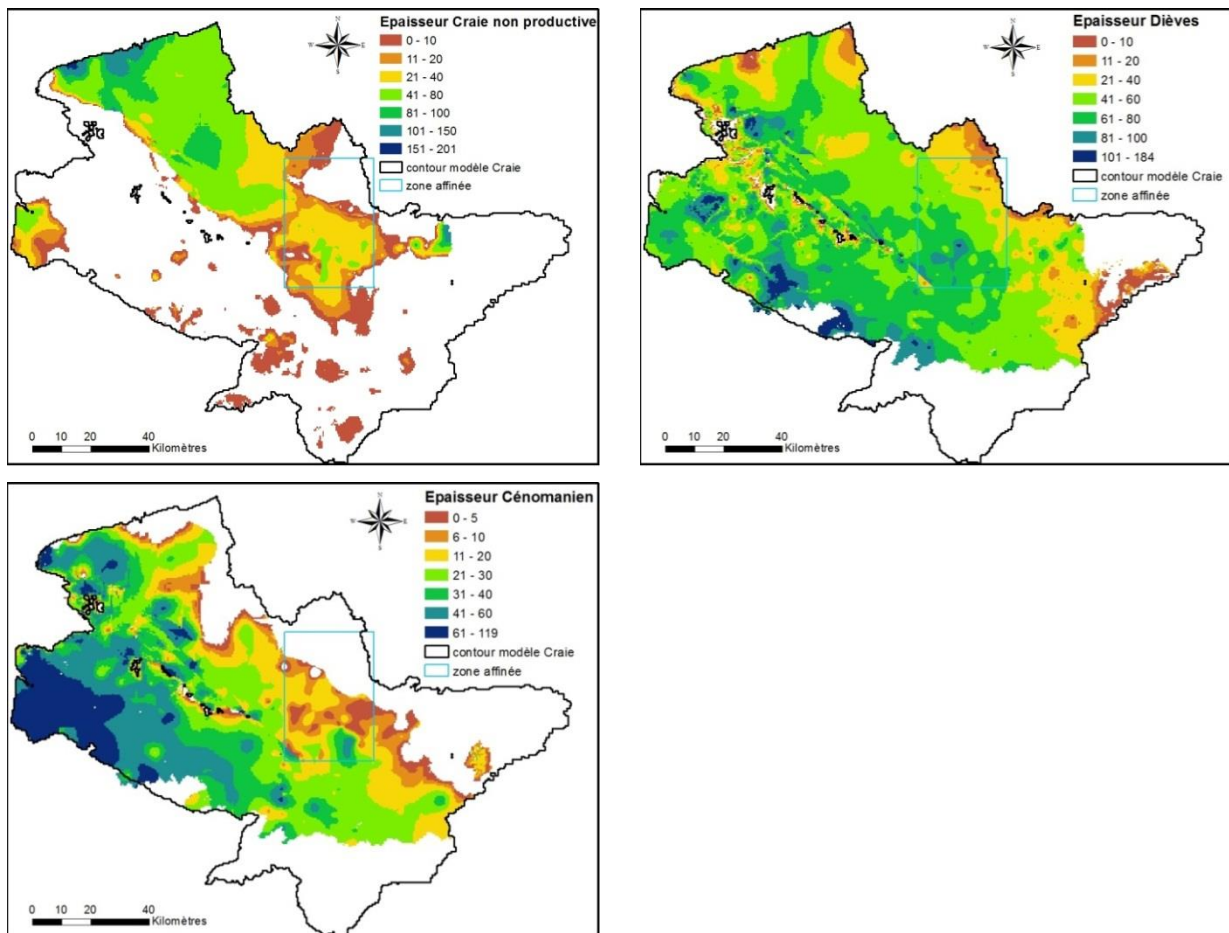 Epaisseur Craie non productive
0 - 10
11 - 20
21 - 40
41 - 80
81 - 100
101 - 150
151 - 201
contour modèle Craie
zone affinée
N
W
E
S
0 10 20 40
Kilomètres
Epaisseur Dièves
0 - 10
11 - 20
21 - 40
41 - 60
61 - 80
81 - 100
101 - 184
contour modèle Craie
zone affinée
N
W
E
S
0 10 20 40
Kilomètres
Epaisseur Cénomanien
0 - 5
6 - 10
11 - 20
21 - 30
31 - 40
41 - 60
61 - 119
contour modèle Craie
zone affinée
N
W
E
S
0 10 20 40
Kilomètres